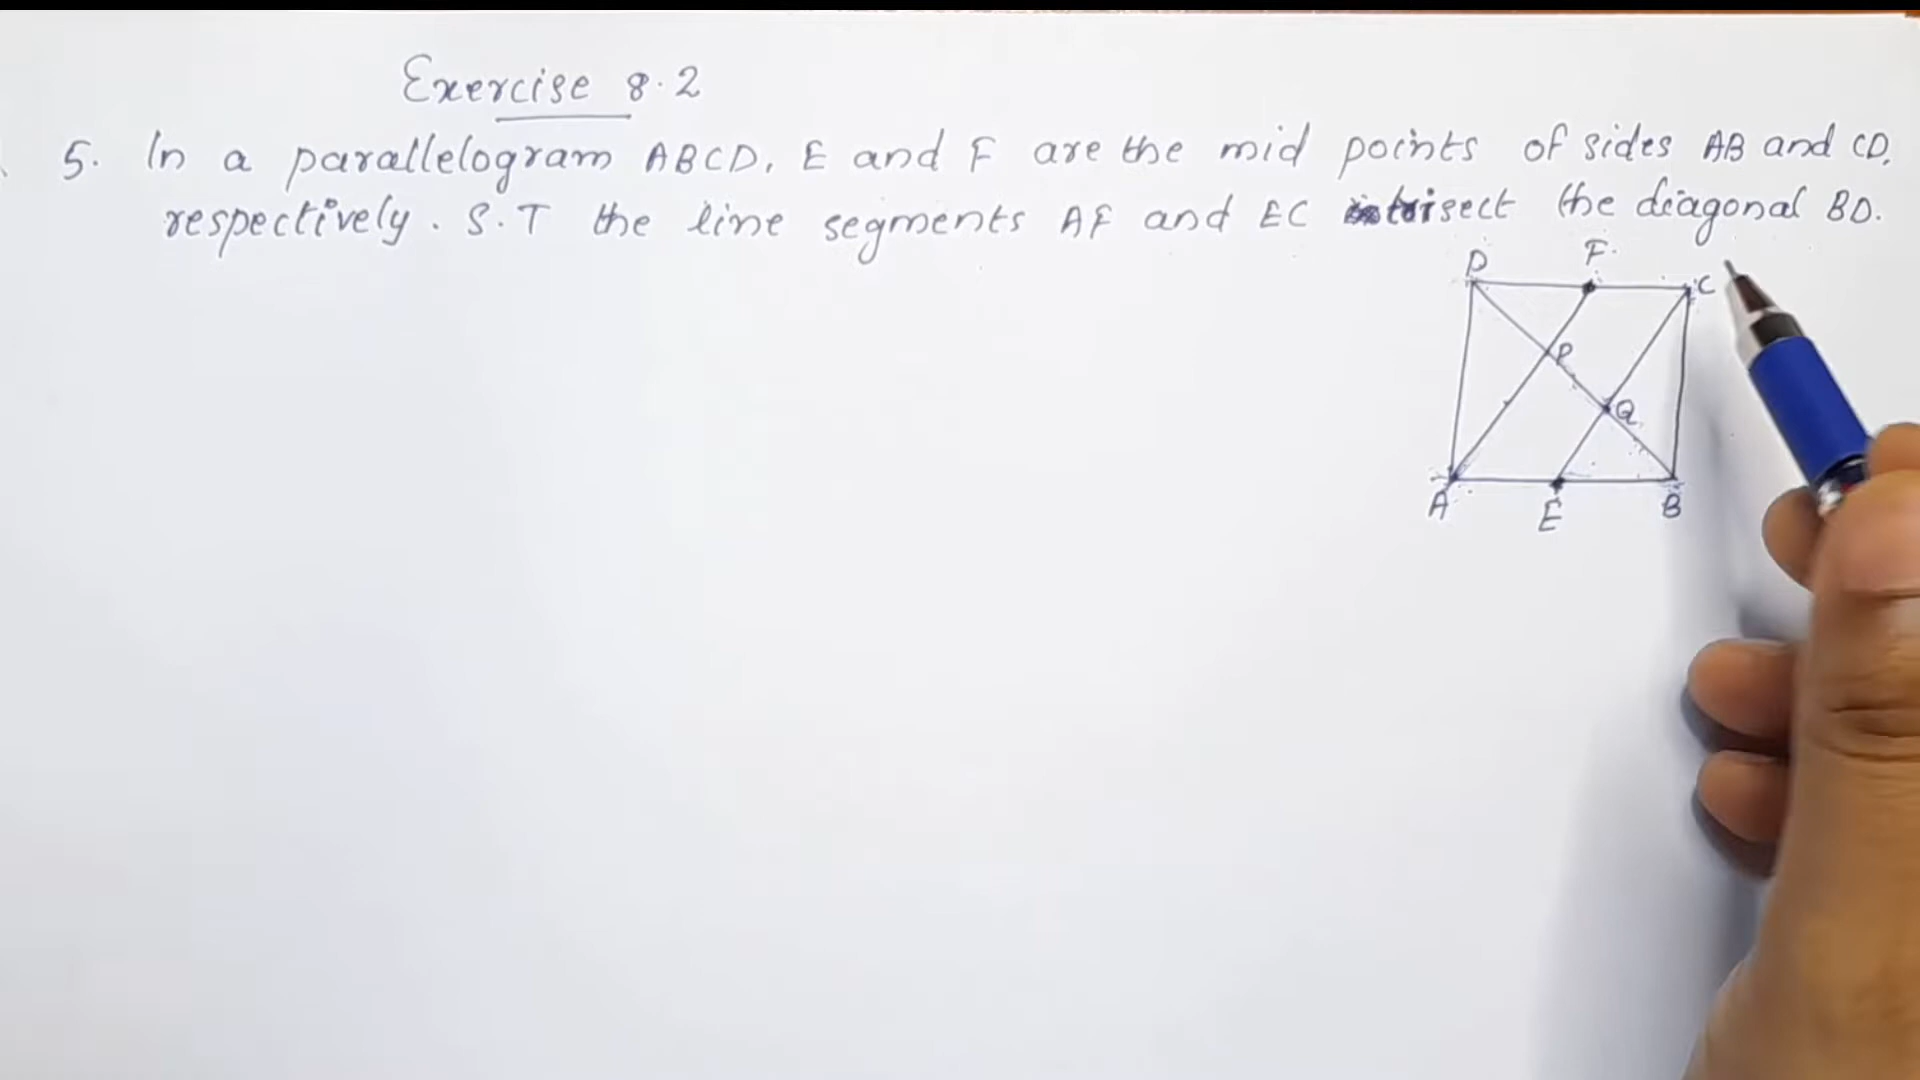 Exercise 8.2
5. In a parallelogram ABCD, E and F are the mid points of sides AB and CD,
respectively. S.T the line segments AF and EC trisect the diagonal BD.
D F. C
P
Q
A E B